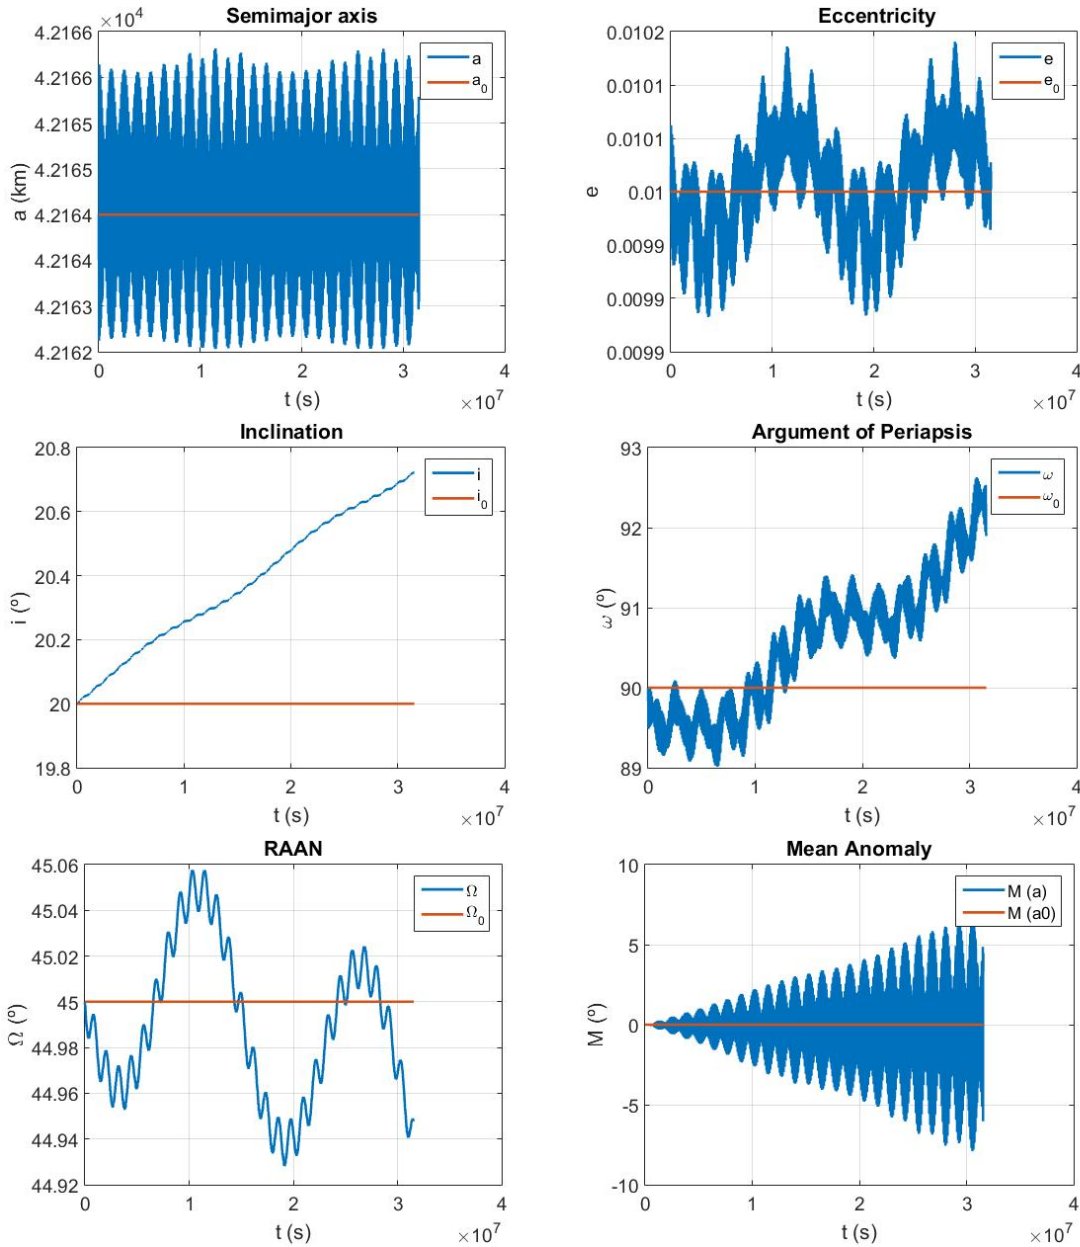 Semimajor axis
×10⁴
4.2166
4.2166
4.2165
4.2165
4.2164
4.2164
4.2163
4.2162
a (km)
a
a₀
0 1 2 3 4
t (s)
×10⁷
Eccentricity
0.0102
0.0101
0.0101
0.01
0.0099
0.0099
0.0099
e
e
e₀
0 1 2 3 4
t (s)
×10⁷
Inclination
20.8
20.6
20.4
20.2
20
19.8
i (º)
i
i₀
0 1 2 3 4
t (s)
×10⁷
Argument of Periapsis
93
92
91
90
89
ω (º)
ω
ω₀
0 1 2 3 4
t (s)
×10⁷
RAAN
45.06
45.04
45.02
45
44.98
44.96
44.94
44.92
Ω (º)
Ω
Ω₀
0 1 2 3 4
t (s)
×10⁷
Mean Anomaly
10
5
0
-5
-10
M (º)
M (a)
M (a0)
0 1 2 3 4
t (s)
×10⁷